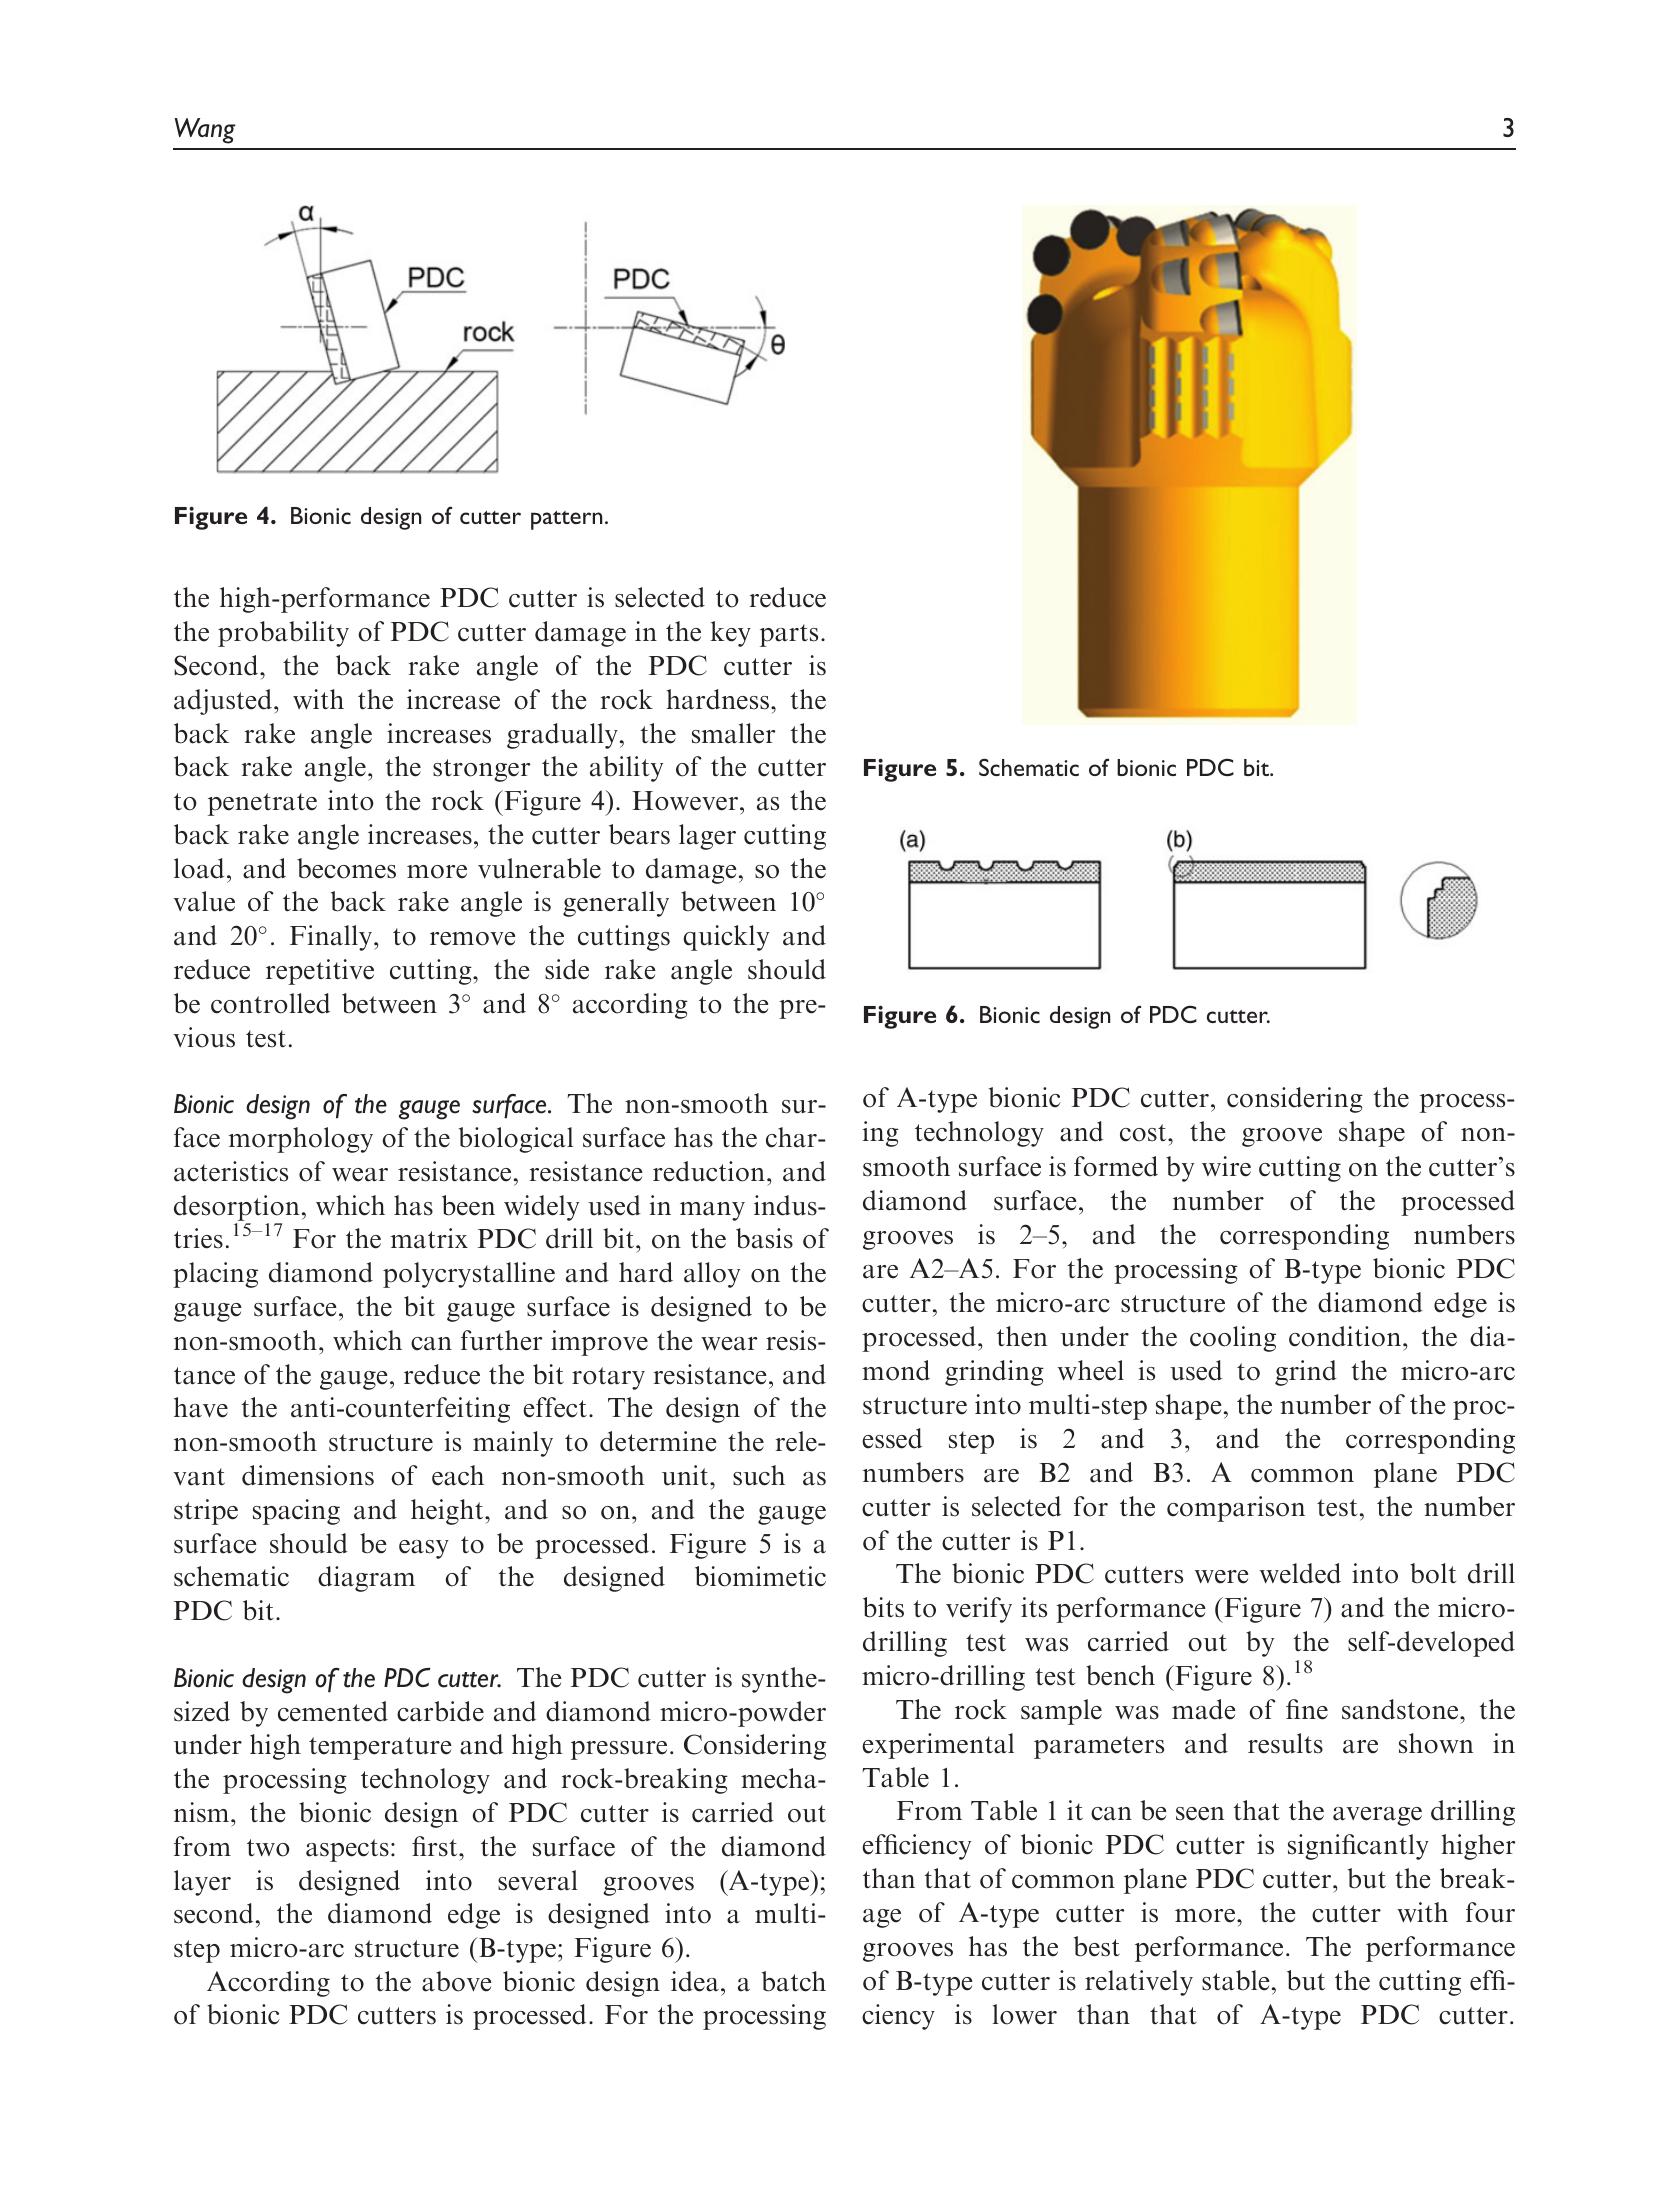 Wang
3
α
PDC
rock
PDC
θ
Figure 4. Bionic design of cutter pattern.
the high-performance PDC cutter is selected to reduce
the probability of PDC cutter damage in the key parts.
Second, the back rake angle of the PDC cutter is
adjusted, with the increase of the rock hardness, the
back rake angle increases gradually, the smaller the
back rake angle, the stronger the ability of the cutter
to penetrate into the rock (Figure 4). However, as the
back rake angle increases, the cutter bears lager cutting
load, and becomes more vulnerable to damage, so the
value of the back rake angle is generally between 10°
and 20°. Finally, to remove the cuttings quickly and
reduce repetitive cutting, the side rake angle should
be controlled between 3° and 8° according to the pre-
vious test.
Bionic design of the gauge surface. The non-smooth sur-
face morphology of the biological surface has the char-
acteristics of wear resistance, resistance reduction, and
desorption, which has been widely used in many indus-
tries.15–17 For the matrix PDC drill bit, on the basis of
placing diamond polycrystalline and hard alloy on the
gauge surface, the bit gauge surface is designed to be
non-smooth, which can further improve the wear resis-
tance of the gauge, reduce the bit rotary resistance, and
have the anti-counterfeiting effect. The design of the
non-smooth structure is mainly to determine the rele-
vant dimensions of each non-smooth unit, such as
stripe spacing and height, and so on, and the gauge
surface should be easy to be processed. Figure 5 is a
schematic diagram of the designed biomimetic
PDC bit.
Bionic design of the PDC cutter. The PDC cutter is synthe-
sized by cemented carbide and diamond micro-powder
under high temperature and high pressure. Considering
the processing technology and rock-breaking mecha-
nism, the bionic design of PDC cutter is carried out
from two aspects: first, the surface of the diamond
layer is designed into several grooves (A-type);
second, the diamond edge is designed into a multi-
step micro-arc structure (B-type; Figure 6).
According to the above bionic design idea, a batch
of bionic PDC cutters is processed. For the processing
Figure 5. Schematic of bionic PDC bit.
(a)
(b)
Figure 6. Bionic design of PDC cutter.
of A-type bionic PDC cutter, considering the process-
ing technology and cost, the groove shape of non-
smooth surface is formed by wire cutting on the cutter's
diamond surface, the number of the processed
grooves is 2–5, and the corresponding numbers
are A2–A5. For the processing of B-type bionic PDC
cutter, the micro-arc structure of the diamond edge is
processed, then under the cooling condition, the dia-
mond grinding wheel is used to grind the micro-arc
structure into multi-step shape, the number of the proc-
essed step is 2 and 3, and the corresponding
numbers are B2 and B3. A common plane PDC
cutter is selected for the comparison test, the number
of the cutter is P1.
The bionic PDC cutters were welded into bolt drill
bits to verify its performance (Figure 7) and the micro-
drilling test was carried out by the self-developed
micro-drilling test bench (Figure 8).18
The rock sample was made of fine sandstone, the
experimental parameters and results are shown in
Table 1.
From Table 1 it can be seen that the average drilling
efficiency of bionic PDC cutter is significantly higher
than that of common plane PDC cutter, but the break-
age of A-type cutter is more, the cutter with four
grooves has the best performance. The performance
of B-type cutter is relatively stable, but the cutting effi-
ciency is lower than that of A-type PDC cutter.